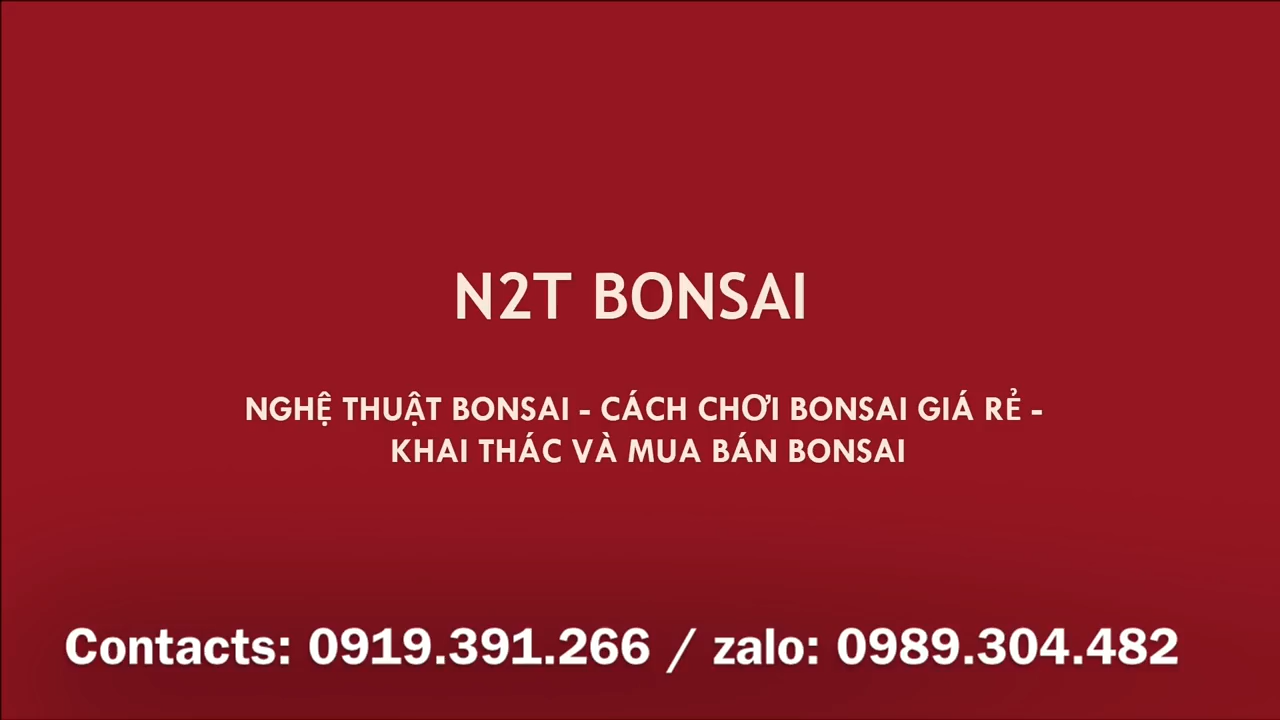 N2T BONSAI
NGHỆ THUẬT BONSAI - CÁCH CHƠI BONSAI GIÁ RẺ -
KHAI THÁC VÀ MUA BÁN BONSAI
Contacts: 0919.391.266 / zalo: 0989.304.482